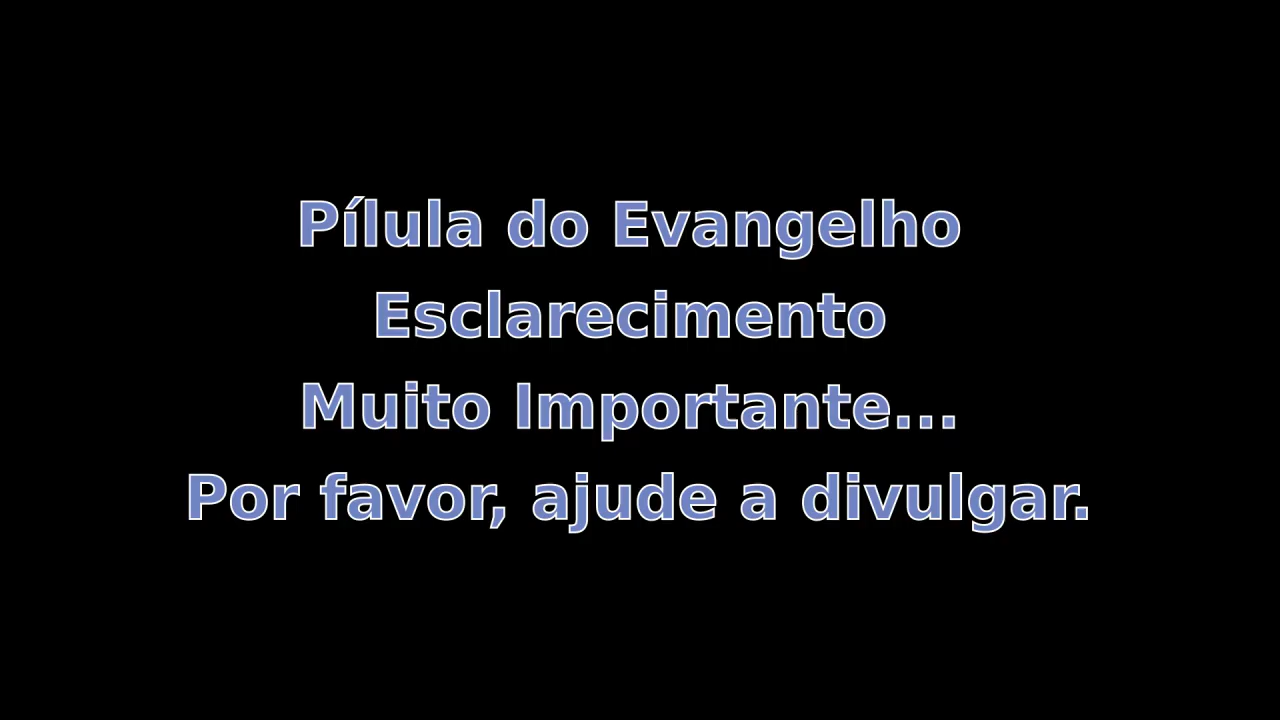 Pílula do Evangelho
Esclarecimento
Muito Importante...
Por favor, ajude a divulgar.